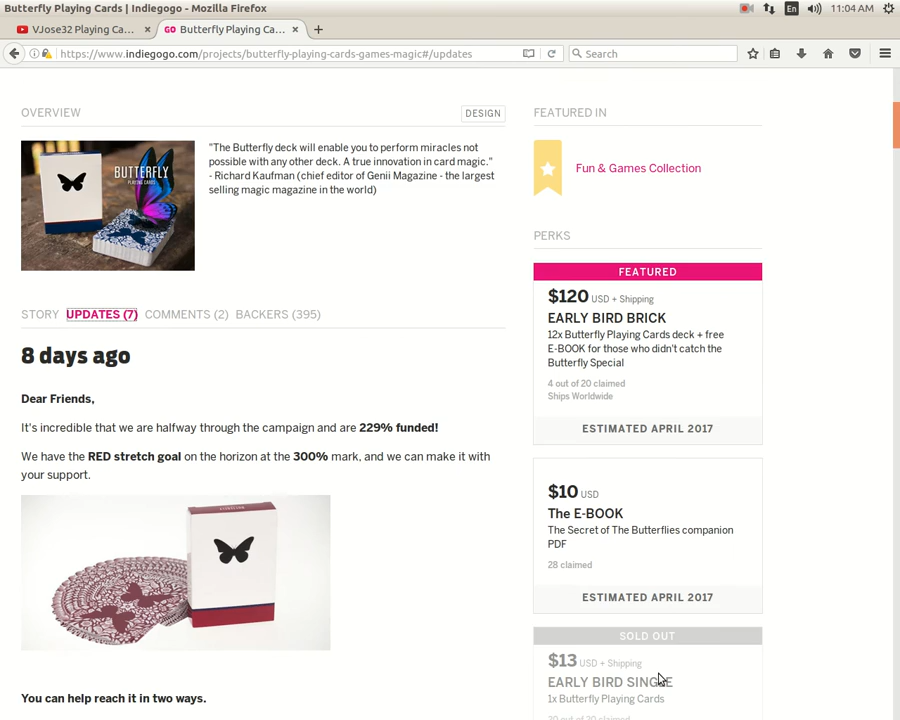 Butterfly Playing Cards | Indiegogo - Mozilla Firefox
En
11:04 AM
VJose32 Playing Ca...
GO Butterfly Playing Ca...
https://www.indiegogo.com/projects/butterfly-playing-cards-games-magic#/updates
Search
OVERVIEW
DESIGN
BUTTERFLY
PLAYING CARDS
"The Butterfly deck will enable you to perform miracles not
possible with any other deck. A true innovation in card magic."
- Richard Kaufman (chief editor of Genii Magazine - the largest
selling magic magazine in the world)
STORY UPDATES (7) COMMENTS (2) BACKERS (395)
8 days ago
Dear Friends,
It's incredible that we are halfway through the campaign and are 229% funded!
We have the RED stretch goal on the horizon at the 300% mark, and we can make it with
your support.
You can help reach it in two ways.
FEATURED IN
Fun & Games Collection
PERKS
FEATURED
$120 USD + Shipping
EARLY BIRD BRICK
12x Butterfly Playing Cards deck + free
E-BOOK for those who didn't catch the
Butterfly Special
4 out of 20 claimed
Ships Worldwide
ESTIMATED APRIL 2017
$10 USD
The E-BOOK
The Secret of The Butterflies companion
PDF
28 claimed
ESTIMATED APRIL 2017
SOLD OUT
$13 USD + Shipping
EARLY BIRD SINGLE
1x Butterfly Playing Cards